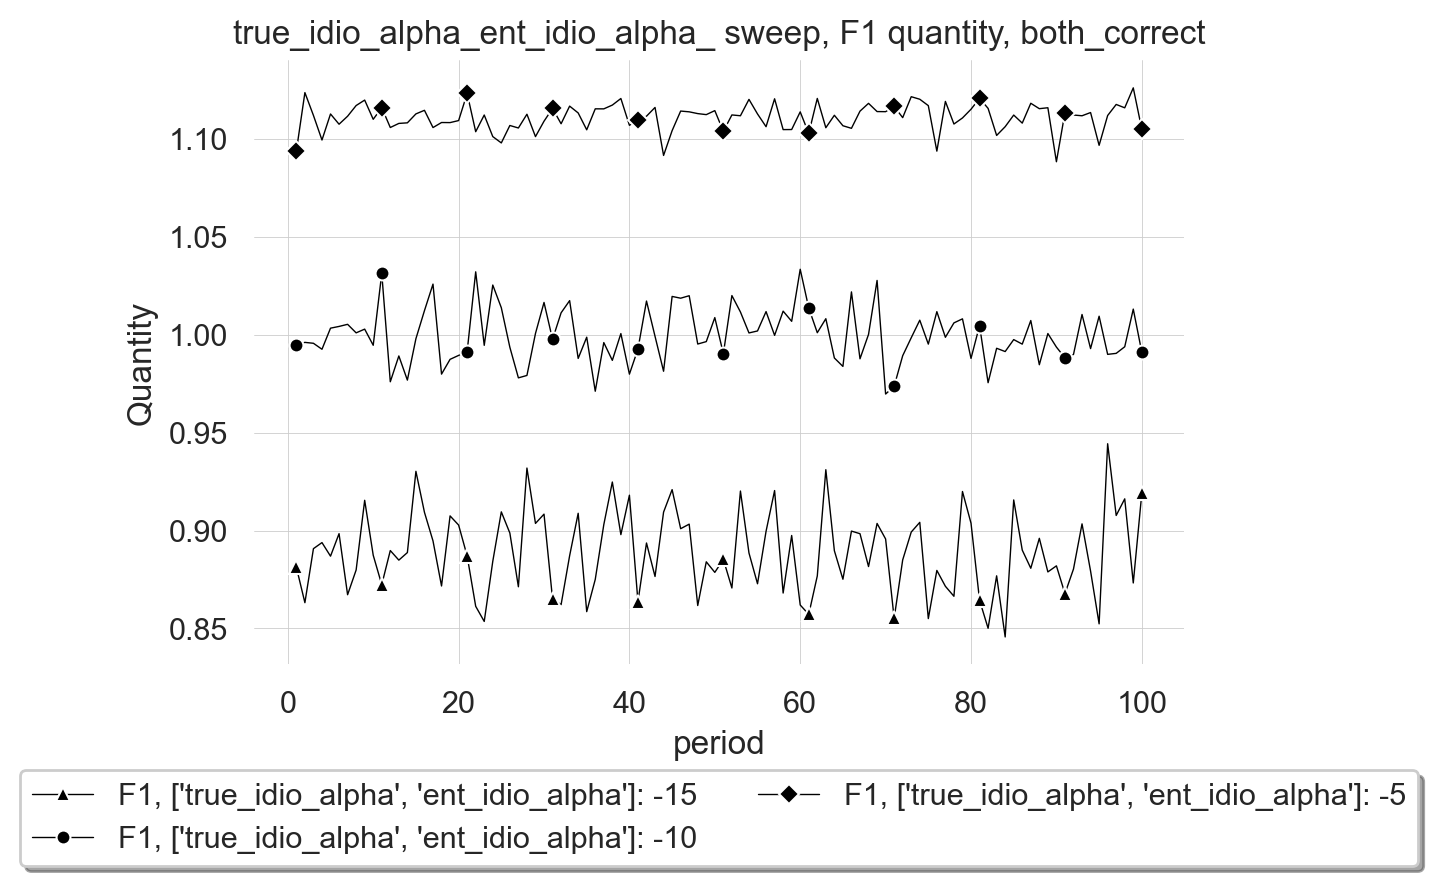 true_idio_alpha_ent_idio_alpha_ sweep, F1 quantity, both_correct
1.10
1.05
1.00
0.95
0.90
0.85
Quantity
0 20 40 60 80 100
period
F1, ['true_idio_alpha', 'ent_idio_alpha']: -15
F1, ['true_idio_alpha', 'ent_idio_alpha']: -10
F1, ['true_idio_alpha', 'ent_idio_alpha']: -5